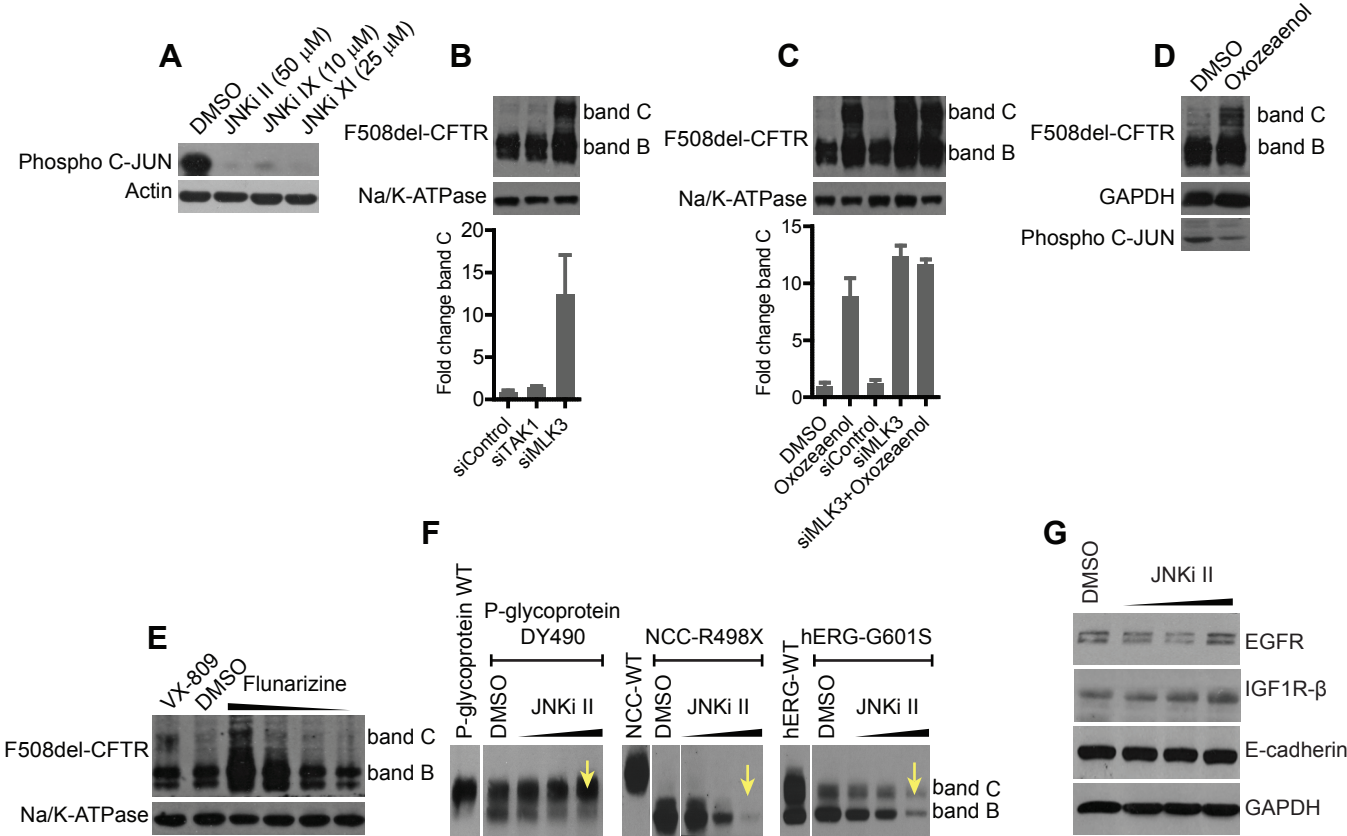 A
DMSO
JNKi II (50 μM)
JNKi IX (10 μM)
JNKi XI (25 μM)
Phospho C-JUN
Actin
B
F508del-CFTR
band C
band B
Na/K-ATPase
Fold change band C
20
15
10
5
0
siControl
siTAK1
siMLK3
C
F508del-CFTR
band C
band B
Na/K-ATPase
Fold change band C
15
10
5
0
DMSO
Oxozeaenol
siControl
siMLK3
siMLK3+Oxozeaenol
D
DMSO
Oxozeaenol
F508del-CFTR
band C
band B
GAPDH
Phospho C-JUN
E
VX-809
DMSO
Flunarizine
F508del-CFTR
band C
band B
Na/K-ATPase
F
P-glycoprotein WT
P-glycoprotein
DY490
DMSO
JNKi II
NCC-WT
NCC-R498X
DMSO
JNKi II
hERG-WT
hERG-G601S
DMSO
JNKi II
band C
band B
G
DMSO
JNKi II
EGFR
IGF1R-β
E-cadherin
GAPDH